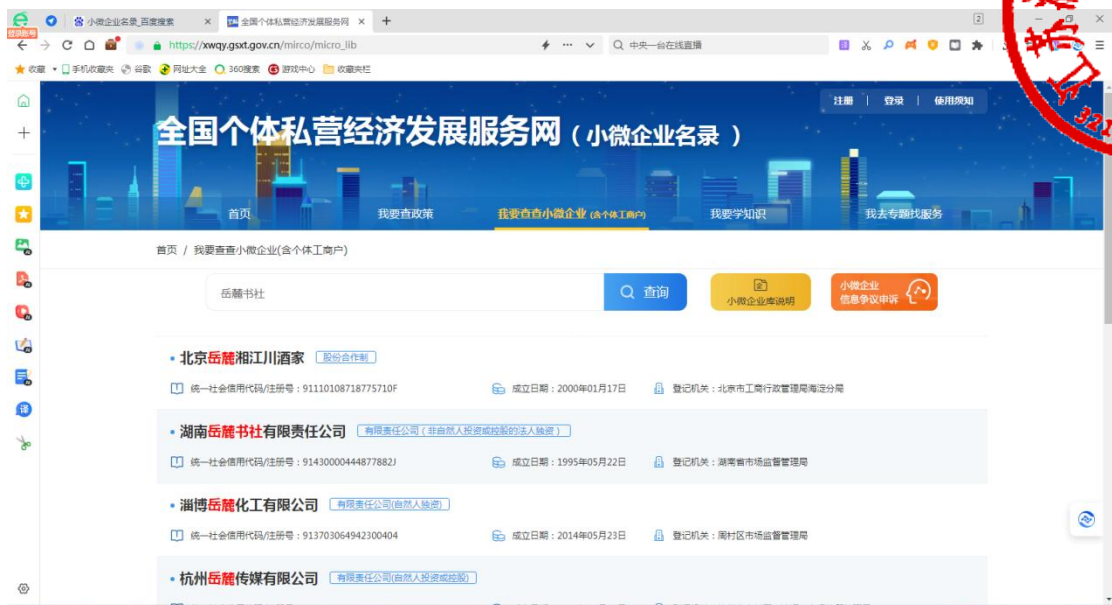 小微企业名录_百度搜索
全国个体私营经济发展服务网
2
登录账号
https://xwqy.gsxt.gov.cn/mirco/micro_lib
中央一台在线直播
收藏 手机收藏夹 谷歌 网址大全 360搜索 游戏中心 收藏夹栏
注册 | 登录 | 使用须知
全国个体私营经济发展服务网（小微企业名录 ）
首页 我要查政策 我要查查小微企业 (含个体工商户) 我要学知识 我去专题找服务
首页 / 我要查查小微企业(含个体工商户)
岳麓书社 查询 小微企业库说明 小微企业
信息争议申诉
北京岳麓湘江川酒家 股份合作制
统一社会信用代码/注册号：91110108718775710F 成立日期：2000年01月17日 登记机关：北京市工商行政管理局海淀分局
湖南岳麓书社有限责任公司 有限责任公司（非自然人投资或控股的法人独资）
统一社会信用代码/注册号：91430000444877882J 成立日期：1995年05月22日 登记机关：湖南省市场监督管理局
淄博岳麓化工有限公司 有限责任公司(自然人独资)
统一社会信用代码/注册号：913703064942300404 成立日期：2014年05月23日 登记机关：周村区市场监督管理局
杭州岳麓传媒有限公司 有限责任公司(自然人投资或控股)